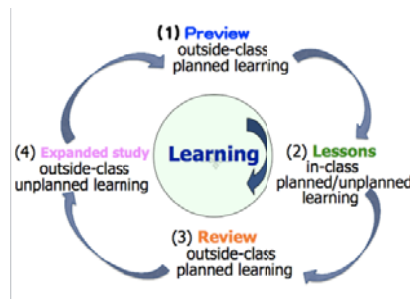 (1) Preview
outside-class
planned learning
(2) Lessons
in-class
planned/unplanned
learning
(3) Review
outside-class
planned learning
(4) Expanded study
outside-class
unplanned learning
Learning